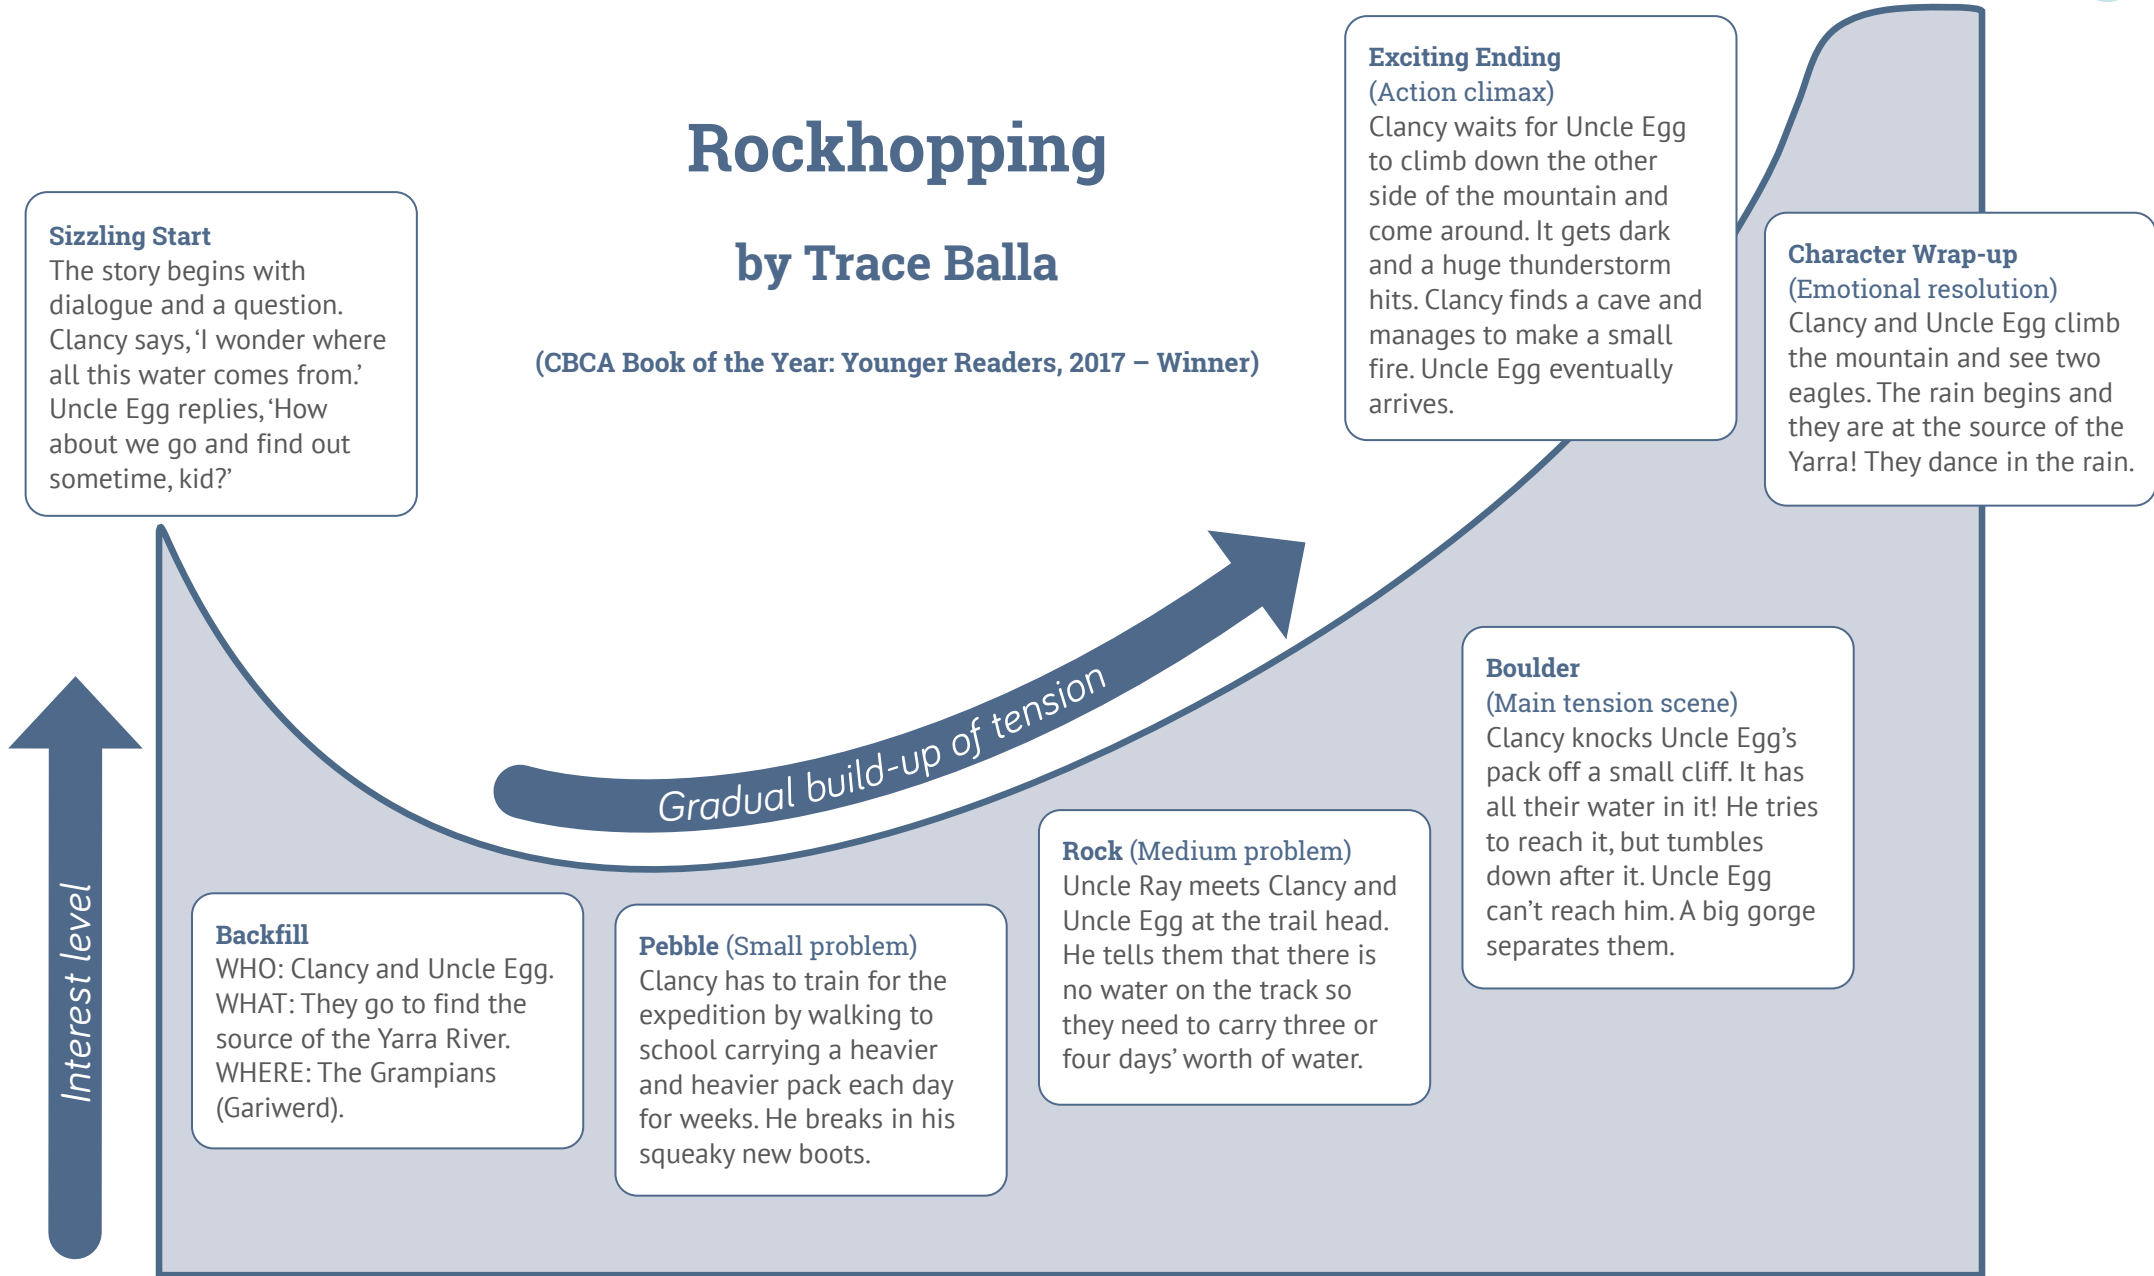 Rockhopping
by Trace Balla
(CBCA Book of the Year: Younger Readers, 2017 – Winner)
Sizzling Start
The story begins with
dialogue and a question.
Clancy says, ‘I wonder where
all this water comes from.’
Uncle Egg replies, ‘How
about we go and find out
sometime, kid?’
Interest level
Backfill
WHO: Clancy and Uncle Egg.
WHAT: They go to find the
source of the Yarra River.
WHERE: The Grampians
(Gariwerd).
Gradual build-up of tension
Pebble (Small problem)
Clancy has to train for the
expedition by walking to
school carrying a heavier
and heavier pack each day
for weeks. He breaks in his
squeaky new boots.
Rock (Medium problem)
Uncle Ray meets Clancy and
Uncle Egg at the trail head.
He tells them that there is
no water on the track so
they need to carry three or
four days’ worth of water.
Boulder
(Main tension scene)
Clancy knocks Uncle Egg’s
pack off a small cliff. It has
all their water in it! He tries
to reach it, but tumbles
down after it. Uncle Egg
can’t reach him. A big gorge
separates them.
Exciting Ending
(Action climax)
Clancy waits for Uncle Egg
to climb down the other
side of the mountain and
come around. It gets dark
and a huge thunderstorm
hits. Clancy finds a cave and
manages to make a small
fire. Uncle Egg eventually
arrives.
Character Wrap-up
(Emotional resolution)
Clancy and Uncle Egg climb
the mountain and see two
eagles. The rain begins and
they are at the source of the
Yarra! They dance in the rain.